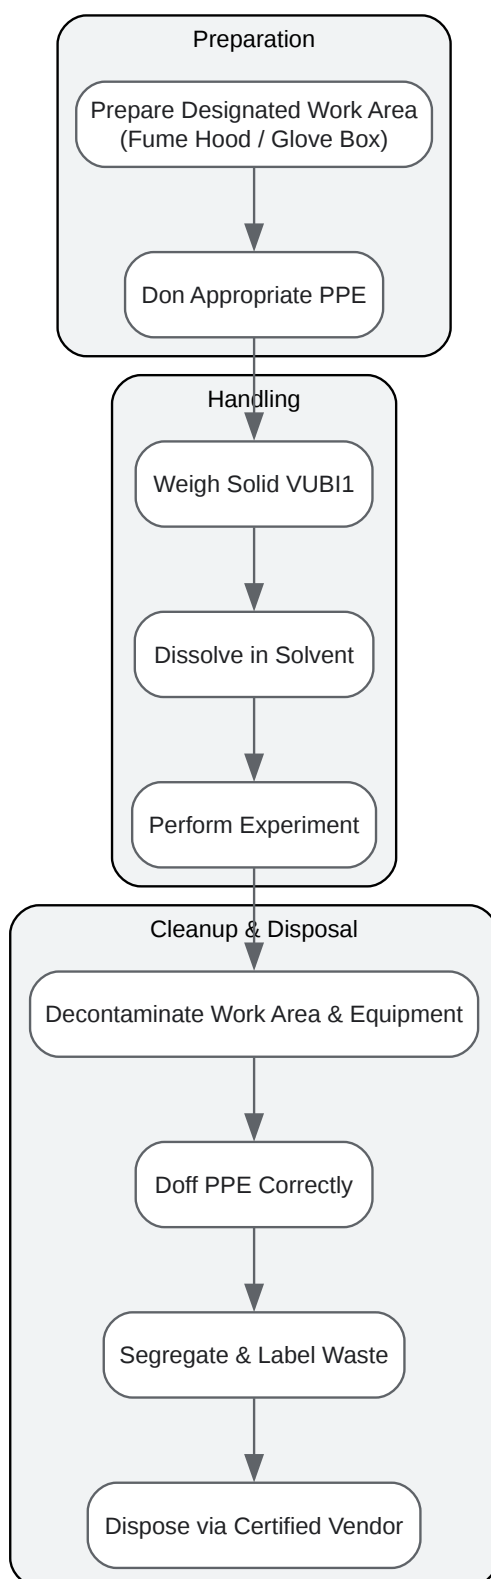 Preparation
Prepare Designated Work Area
(Fume Hood / Glove Box)
Don Appropriate PPE
Handling
Weigh Solid VUBI1
Dissolve in Solvent
Perform Experiment
Cleanup & Disposal
Decontaminate Work Area & Equipment
Doff PPE Correctly
Segregate & Label Waste
Dispose via Certified Vendor